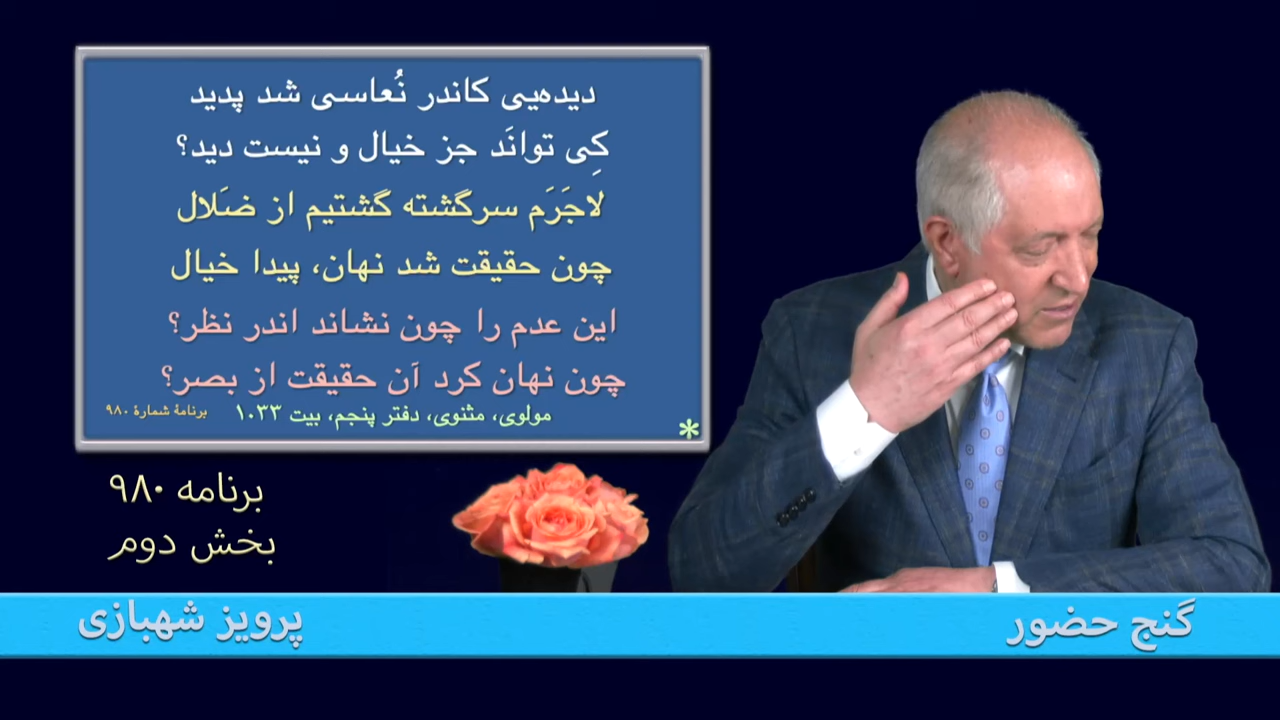 دیده‌یی کاندر نُعاسی شد پدید
کِی توانَد جز خیال و نیست دید؟
لاجَرَم سرگشته گشتیم از ضَلال
چون حقیقت شد نهان، پیدا خیال
این عدم را چون نشاند اندر نظر؟
چون نهان کرد آن حقیقت از بصر؟
مولوی، مثنوی، دفتر پنجم، بیت ۱۰۳۳ برنامهٔ شمارهٔ ۹۸۰
*
برنامه ۹۸۰
بخش دوم
گنج حضور
پرویز شهبازی